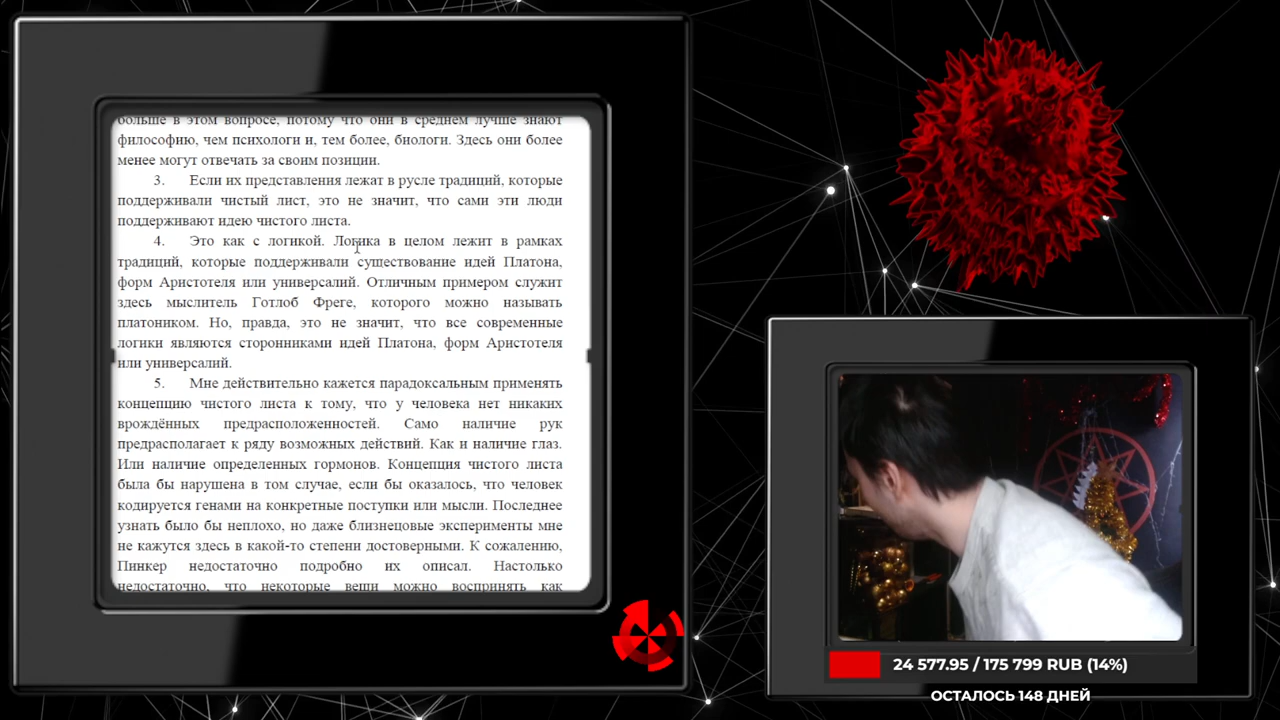 больше в этом вопросе, потому что они в среднем лучше знают
философию, чем психологи и, тем более, биологи. Здесь они более
менее могут отвечать за своим позиции.
3. Если их представления лежат в русле традиций, которые
поддерживали чистый лист, это не значит, что сами эти люди
поддерживают идею чистого листа.
4. Это как с логикой. Логика в целом лежит в рамках
традиций, которые поддерживали существование идей Платона,
форм Аристотеля или универсалий. Отличным примером служит
здесь мыслитель Готлоб Фреге, которого можно называть
платоником. Но, правда, это не значит, что все современные
логики являются сторонниками идей Платона, форм Аристотеля
или универсалий.
5. Мне действительно кажется парадоксальным применять
концепцию чистого листа к тому, что у человека нет никаких
врождённых предрасположенностей. Само наличие рук
предрасполагает к ряду возможных действий. Как и наличие глаз.
Или наличие определенных гормонов. Концепция чистого листа
была бы нарушена в том случае, если бы оказалось, что человек
кодируется генами на конкретные поступки или мысли. Последнее
узнать было бы неплохо, но даже близнецовые эксперименты мне
не кажутся здесь в какой-то степени достоверными. К сожалению,
Пинкер недостаточно подробно их описал. Настолько
недостаточно, что некоторые вещи можно воспринять как
24 577.95 / 175 799 RUB (14%)
ОСТАЛОСЬ 148 ДНЕЙ